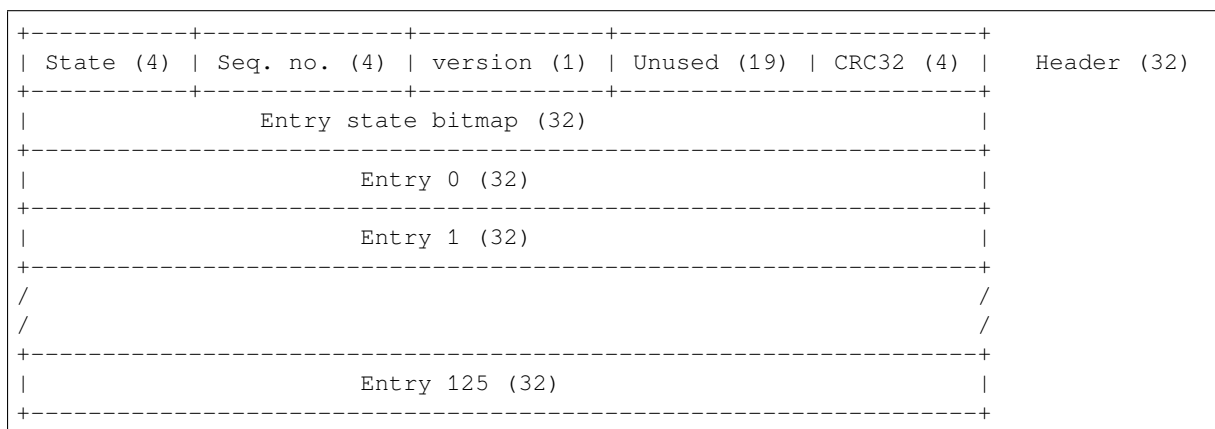 +-----------+--------------+-------------+-------------------------+
| State (4) | Seq. no. (4) | version (1) | Unused (19) | CRC32 (4) | Header (32)
+-----------+--------------+-------------+-------------------------+
| Entry state bitmap (32) |
+------------------------------------------------------------------+
| Entry 0 (32) |
+------------------------------------------------------------------+
| Entry 1 (32) |
+------------------------------------------------------------------+
/ /
/ /
+------------------------------------------------------------------+
| Entry 125 (32) |
+------------------------------------------------------------------+